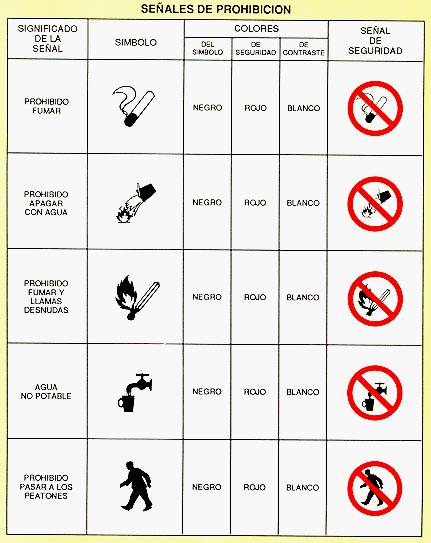 SEÑALES DE PROHIBICION
SIGNIFICADO
DE LA
SEÑAL
SIMBOLO
COLORES
DEL
SIMBOLO
DE
SEGURIDAD
DE
CONTRASTE
SEÑAL
DE
SEGURIDAD
PROHIBIDO
FUMAR
NEGRO
ROJO
BLANCO
PROHIBIDO
APAGAR
CON AGUA
NEGRO
ROJO
BLANCO
PROHIBIDO
FUMAR Y
LLAMAS
DESNUDAS
NEGRO
ROJO
BLANCO
AGUA
NO POTABLE
NEGRO
ROJO
BLANCO
PROHIBIDO
PASAR A LOS
PEATONES
NEGRO
ROJO
BLANCO